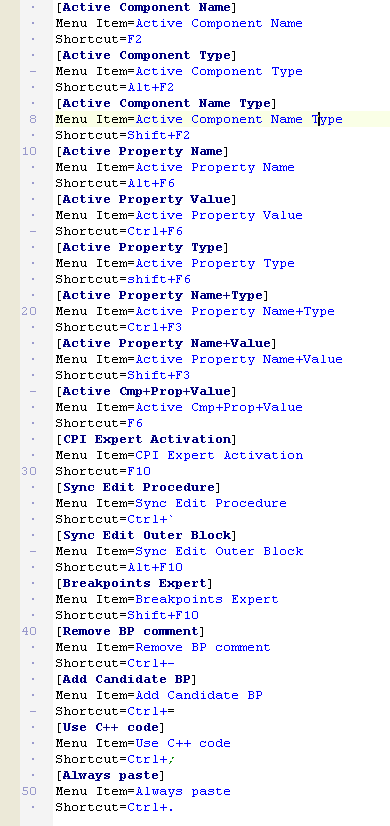 [Active Component Name]
Menu Item=Active Component Name
Shortcut=F2
[Active Component Type]
Menu Item=Active Component Type
Shortcut=Alt+F2
[Active Component Name Type]
8 Menu Item=Active Component Name Type
Shortcut=Shift+F2
10 [Active Property Name]
Menu Item=Active Property Name
Shortcut=Alt+F6
[Active Property Value]
Menu Item=Active Property Value
Shortcut=Ctrl+F6
[Active Property Type]
Menu Item=Active Property Type
Shortcut=shift+F6
[Active Property Name+Type]
20 Menu Item=Active Property Name+Type
Shortcut=Ctrl+F3
[Active Property Name+Value]
Menu Item=Active Property Name+Value
Shortcut=Shift+F3
[Active Cmp+Prop+Value]
Menu Item=Active Cmp+Prop+Value
Shortcut=F6
[CPI Expert Activation]
Menu Item=CPI Expert Activation
30 Shortcut=F10
[Sync Edit Procedure]
Menu Item=Sync Edit Procedure
Shortcut=Ctrl+`
[Sync Edit Outer Block]
Menu Item=Sync Edit Outer Block
Shortcut=Alt+F10
[Breakpoints Expert]
Menu Item=Breakpoints Expert
Shortcut=Shift+F10
40 [Remove BP comment]
Menu Item=Remove BP comment
Shortcut=Ctrl+-
[Add Candidate BP]
Menu Item=Add Candidate BP
Shortcut=Ctrl+=
[Use C++ code]
Menu Item=Use C++ code
Shortcut=Ctrl+;
[Always paste]
50 Menu Item=Always paste
Shortcut=Ctrl+.